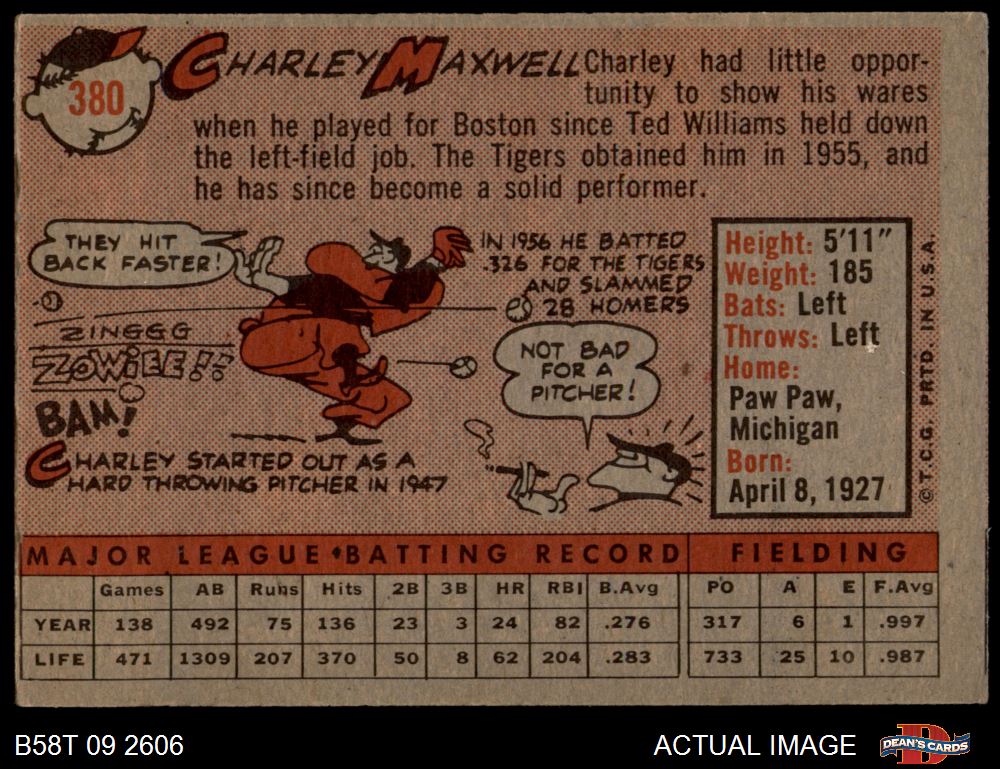 380
CHARLEY MAXWELL Charley had little oppor-
tunity to show his wares
when he played for Boston since Ted Williams held down
the left-field job. The Tigers obtained him in 1955, and
he has since become a solid performer.
THEY HIT
BACK FASTER!
ZINGGG
ZOWIEE!!
BAM!
CHARLEY STARTED OUT AS A
HARD THROWING PITCHER IN 1947
IN 1956 HE BATTED
.326 FOR THE TIGERS
AND SLAMMED
28 HOMERS
NOT BAD
FOR A
PITCHER!
Height: 5'11"
Weight: 185
Bats: Left
Throws: Left
Home:
Paw Paw,
Michigan
Born:
April 8, 1927
© T.C.G. PRTD. IN U.S.A.
MAJOR LEAGUE • BATTING RECORD FIELDING
Games AB Runs Hits 2B 3B HR RBI B.Avg PO A E F.Avg
YEAR 138 492 75 136 23 3 24 82 .276 317 6 1 .997
LIFE 471 1309 207 370 50 8 62 204 .283 733 25 10 .987
B58T 09 2606
ACTUAL IMAGE
DEAN'S CARDS